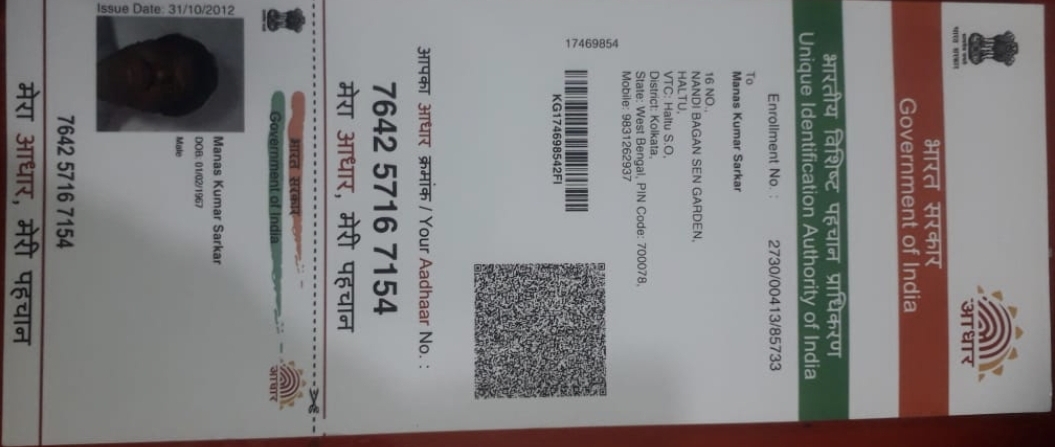 भारत सरकार
Government of India
आधार
भारतीय विशिष्ट पहचान प्राधिकरण
Unique Identification Authority of India
Enrollment No. : 2730/00413/85733
To
Manas Kumar Sarkar
16 NO.,
NANDI BAGAN SEN GARDEN,
HALTU,
VTC: Haltu S.O,
District: Kolkata,
State: West Bengal, PIN Code: 700078,
Mobile: 9831262937
17469854
KG174698542FI
आपका आधार क्रमांक / Your Aadhaar No. :
7642 5716 7154
मेरा आधार, मेरी पहचान
भारत सरकार
Government of India
आधार
Issue Date: 31/10/2012
Manas Kumar Sarkar
DOB: 01/02/1967
Male
7642 5716 7154
मेरा आधार, मेरी पहचान